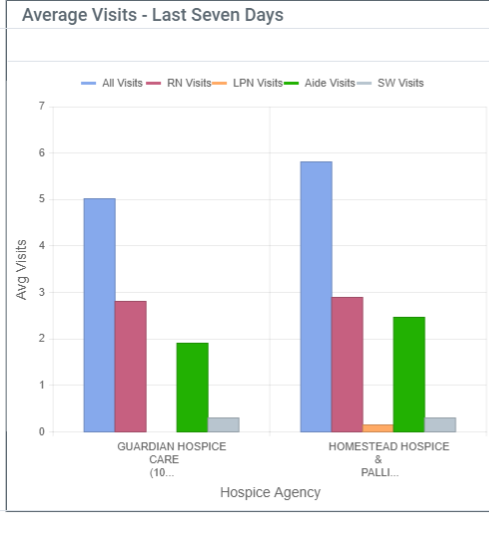 Average Visits - Last Seven Days
All Visits RN Visits LPN Visits Aide Visits SW Visits
7
6
5
4
3
2
1
0
Avg Visits
GUARDIAN HOSPICE
CARE
(10...
HOMESTEAD HOSPICE
&
PALLI...
Hospice Agency